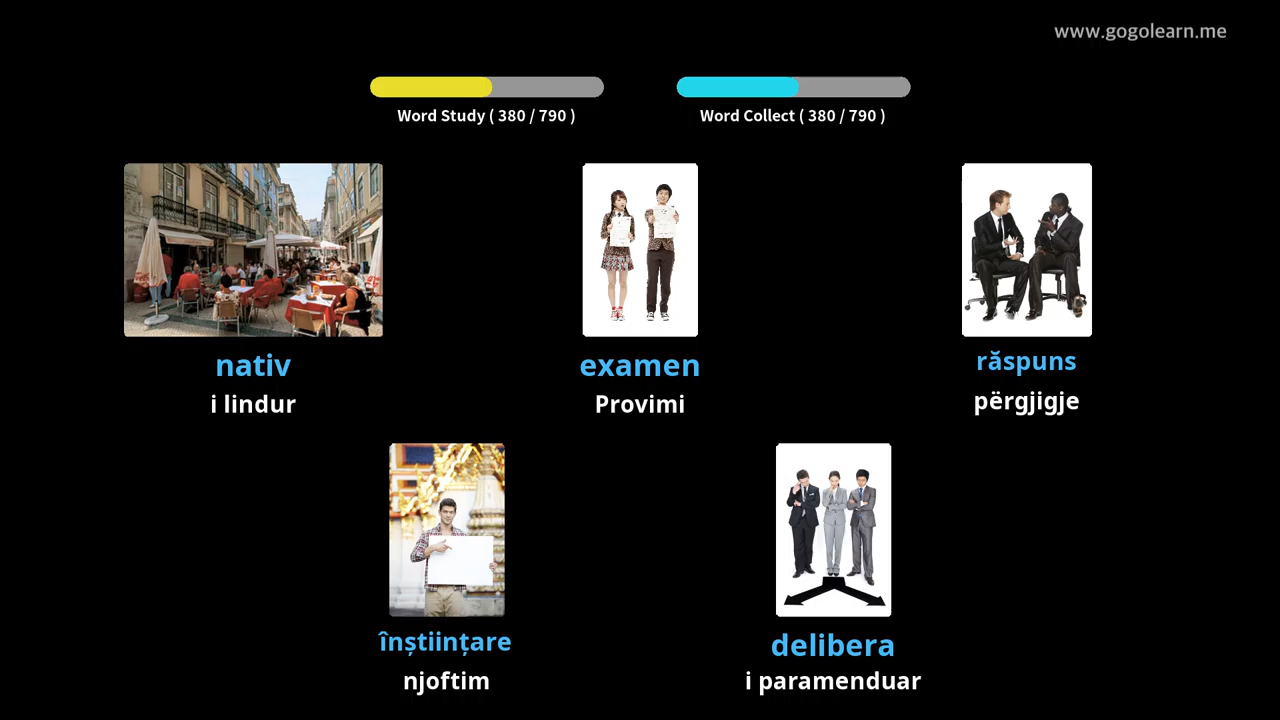 www.gogolearn.me
Word Study ( 380 / 790 )
Word Collect ( 380 / 790 )
nativ
i lindur
examen
Provimi
răspuns
përgjigje
înștiințare
njoftim
delibera
i paramenduar